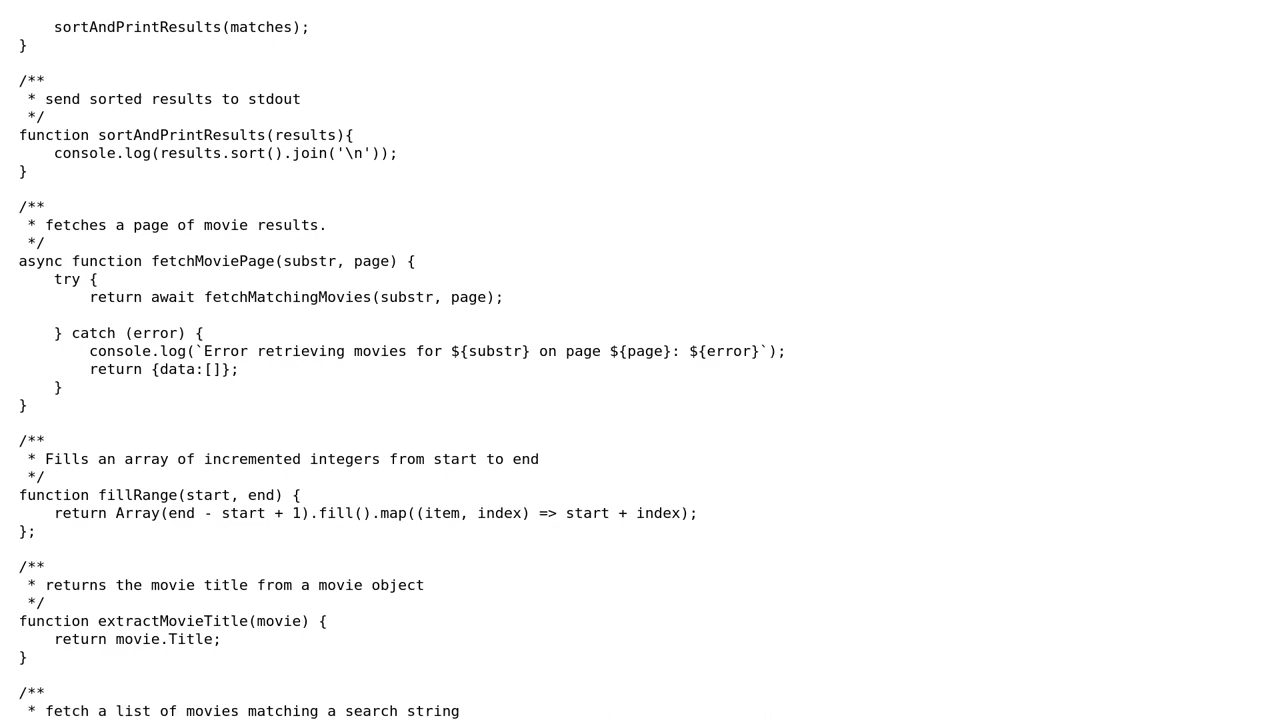 sortAndPrintResults(matches);
}

/**
 * send sorted results to stdout
 */
function sortAndPrintResults(results){
    console.log(results.sort().join('\n'));
}

/**
 * fetches a page of movie results.
 */
async function fetchMoviePage(substr, page) {
    try {
        return await fetchMatchingMovies(substr, page);

    } catch (error) {
        console.log(`Error retrieving movies for ${substr} on page ${page}: ${error}`);
        return {data:[]};
    }
}

/**
 * Fills an array of incremented integers from start to end
 */
function fillRange(start, end) {
    return Array(end - start + 1).fill().map((item, index) => start + index);
};

/**
 * returns the movie title from a movie object
 */
function extractMovieTitle(movie) {
    return movie.Title;
}

/**
 * fetch a list of movies matching a search string